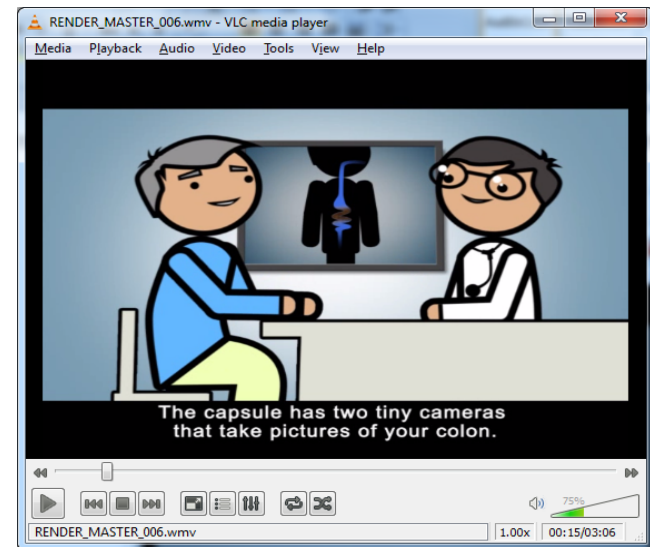 RENDER_MASTER_006.wmv - VLC media player
Media Playback Audio Video Tools View Help
The capsule has two tiny cameras
that take pictures of your colon.
75%
RENDER_MASTER_006.wmv 1.00x 00:15/03:06